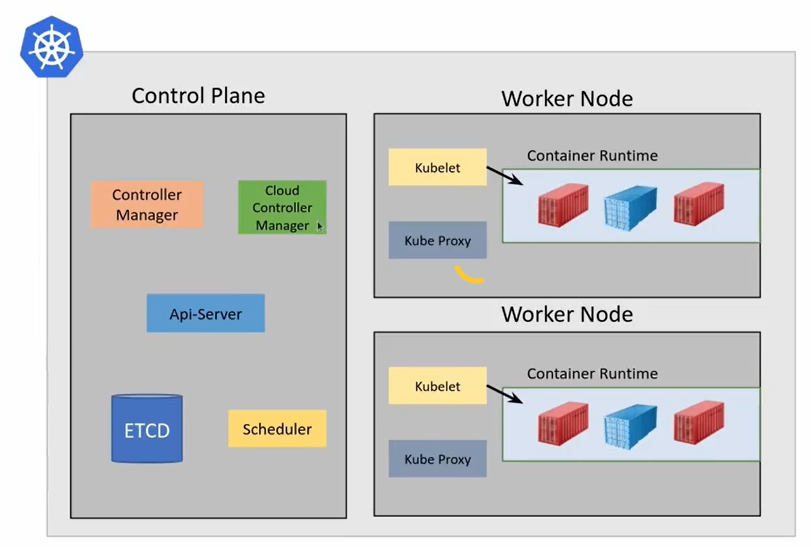 Control Plane
Controller
Manager
Cloud
Controller
Manager
Api-Server
ETCD
Scheduler
Worker Node
Kubelet
Container Runtime
Kube Proxy
Worker Node
Kubelet
Container Runtime
Kube Proxy